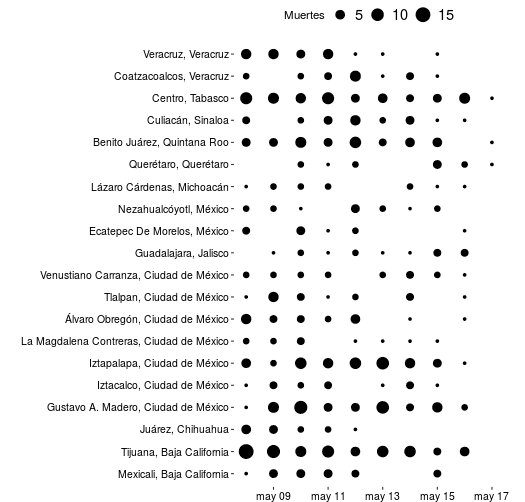 Muertes 5 10 15
Veracruz, Veracruz
Coatzacoalcos, Veracruz
Centro, Tabasco
Culiacán, Sinaloa
Benito Juárez, Quintana Roo
Querétaro, Querétaro
Lázaro Cárdenas, Michoacán
Nezahualcóyotl, México
Ecatepec De Morelos, México
Guadalajara, Jalisco
Venustiano Carranza, Ciudad de México
Tlalpan, Ciudad de México
Álvaro Obregón, Ciudad de México
La Magdalena Contreras, Ciudad de México
Iztapalapa, Ciudad de México
Iztacalco, Ciudad de México
Gustavo A. Madero, Ciudad de México
Juárez, Chihuahua
Tijuana, Baja California
Mexicali, Baja California
may 09 may 11 may 13 may 15 may 17